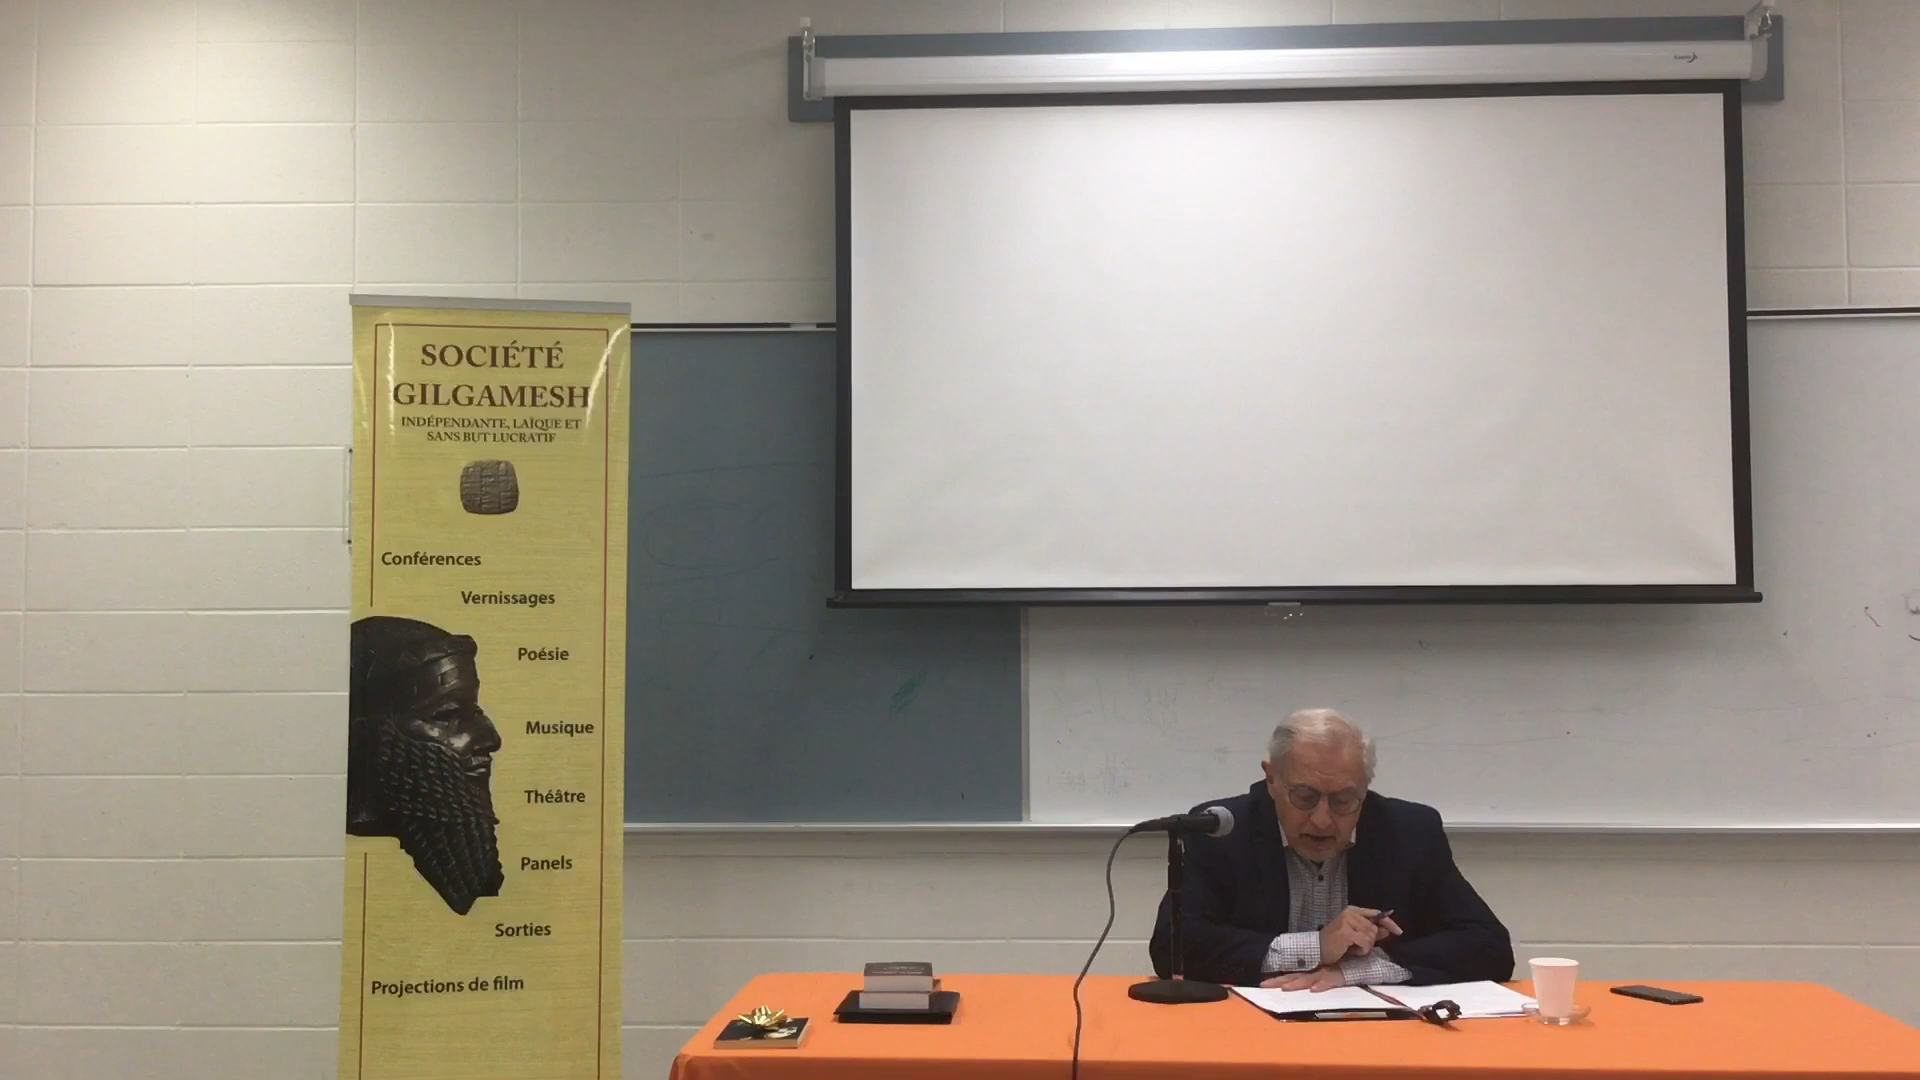 SOCIÉTÉ
GILGAMESH
INDÉPENDANTE, LAÏQUE ET
SANS BUT LUCRATIF
Conférences
Vernissages
Poésie
Musique
Théâtre
Panels
Sorties
Projections de film